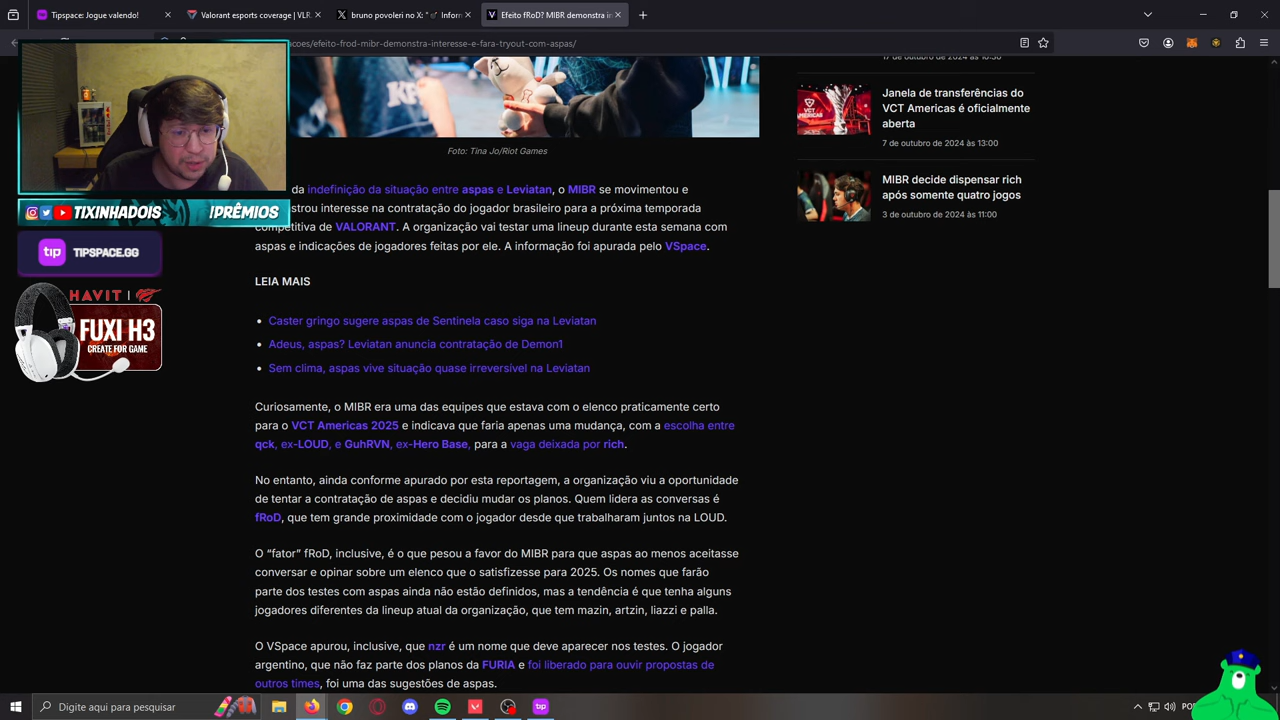 Tipspace: Jogue valendo!
Valorant esports coverage | VLR.
bruno povoleri no X: "
Inform
Efeito fRoD? MIBR demonstra in
coes/efeito-frod-mibr-demonstra-interesse-e-fara-tryout-com-aspas/
17 de outubro de 2024 às 10:30
Janela de transferências do
VCT Americas é oficialmente
aberta
7 de outubro de 2024 às 13:00
MIBR decide dispensar rich
após somente quatro jogos
3 de outubro de 2024 às 11:00
TIXINHADOIS
!PRÊMIOS
tip
TIPSPACE.GG
HAVIT
FUXI H3
CREATE FOR GAME
Foto: Tina Jo/Riot Games
da indefinição da situação entre aspas e Leviatan, o MIBR se movimentou e
strou interesse na contratação do jogador brasileiro para a próxima temporada
competitiva de VALORANT. A organização vai testar uma lineup durante esta semana com
aspas e indicações de jogadores feitas por ele. A informação foi apurada pelo VSpace.
LEIA MAIS
• Caster gringo sugere aspas de Sentinela caso siga na Leviatan
• Adeus, aspas? Leviatan anuncia contratação de Demon1
• Sem clima, aspas vive situação quase irreversível na Leviatan
Curiosamente, o MIBR era uma das equipes que estava com o elenco praticamente certo
para o VCT Americas 2025 e indicava que faria apenas uma mudança, com a escolha entre
qck, ex-LOUD, e GuhRVN, ex-Hero Base, para a vaga deixada por rich.
No entanto, ainda conforme apurado por esta reportagem, a organização viu a oportunidade
de tentar a contratação de aspas e decidiu mudar os planos. Quem lidera as conversas é
fRoD, que tem grande proximidade com o jogador desde que trabalharam juntos na LOUD.
O “fator” fRoD, inclusive, é o que pesou a favor do MIBR para que aspas ao menos aceitasse
conversar e opinar sobre um elenco que o satisfizesse para 2025. Os nomes que farão
parte dos testes com aspas ainda não estão definidos, mas a tendência é que tenha alguns
jogadores diferentes da lineup atual da organização, que tem mazin, artzin, liazzi e palla.
O VSpace apurou, inclusive, que nzr é um nome que deve aparecer nos testes. O jogador
argentino, que não faz parte dos planos da FURIA e foi liberado para ouvir propostas de
outros times, foi uma das sugestões de aspas.
Digite aqui para pesquisar
tip